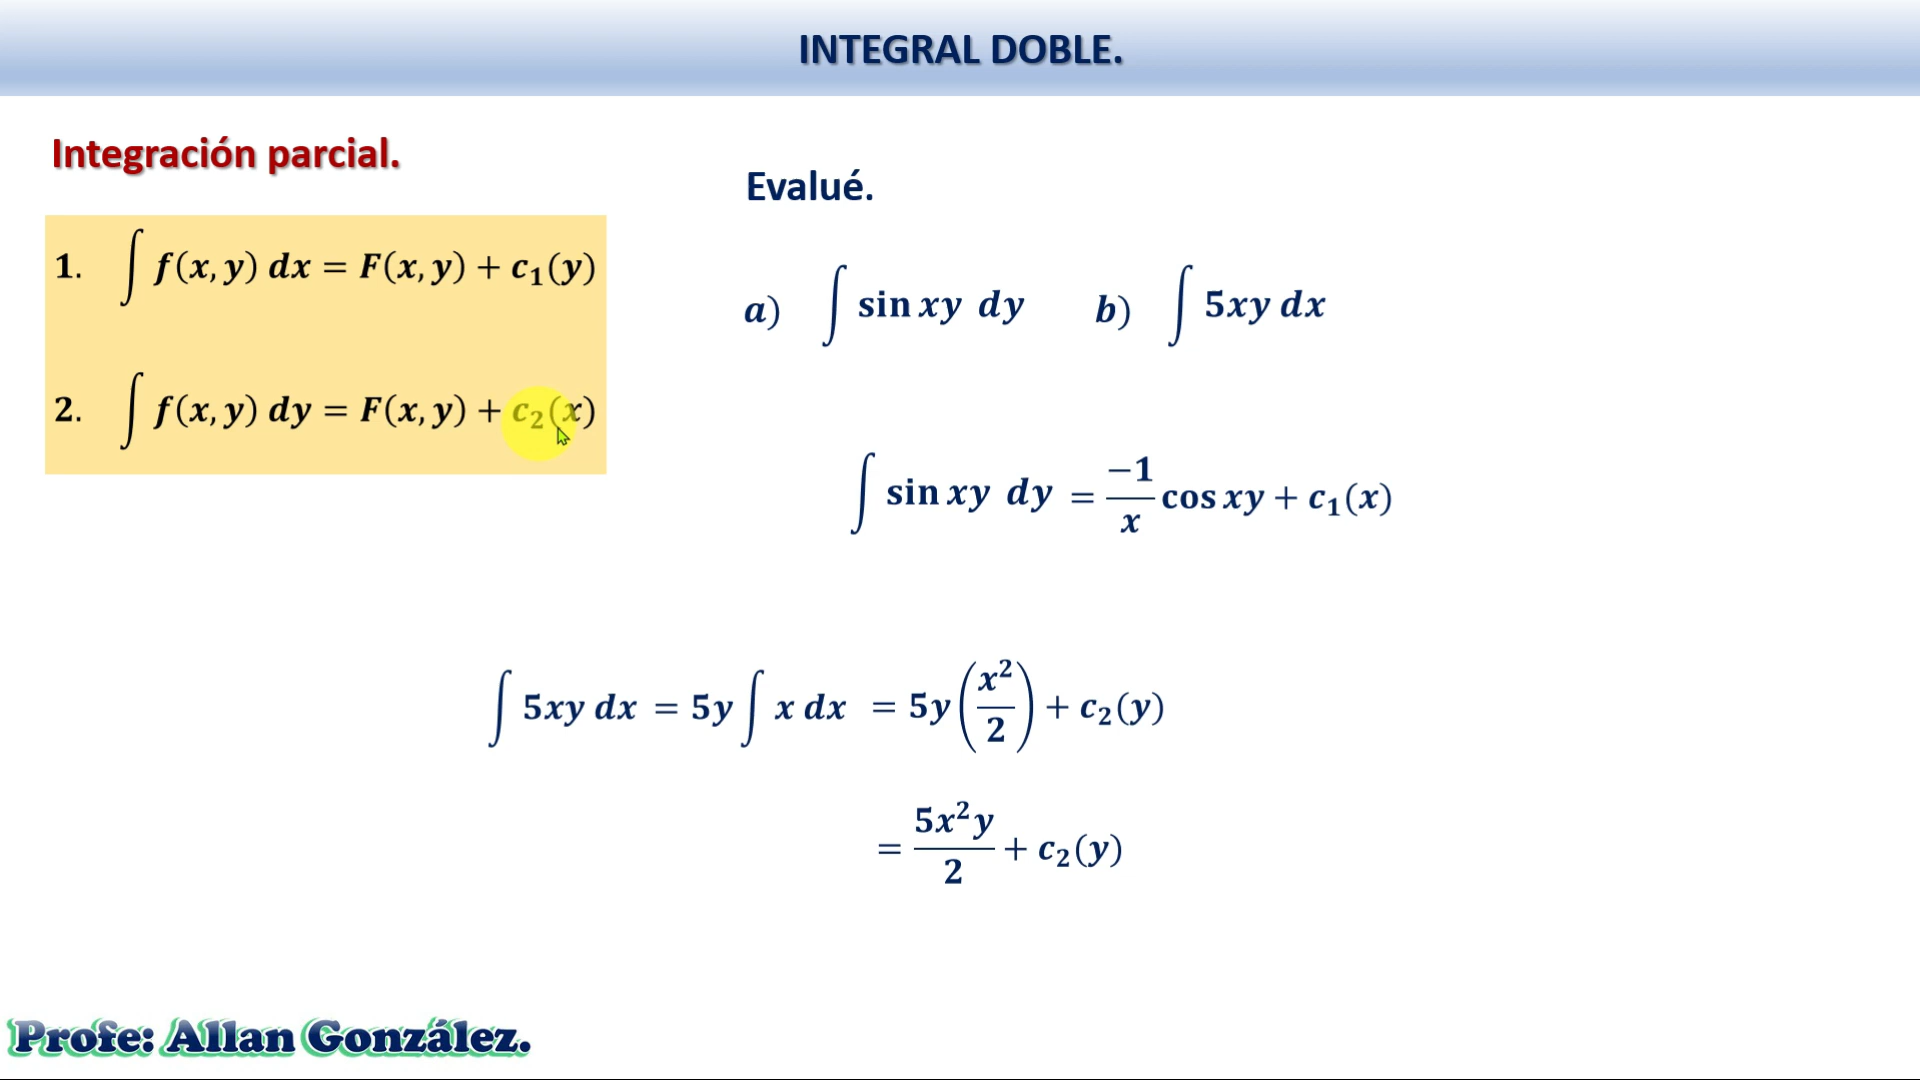 INTEGRAL DOBLE.
Integración parcial.
1. ∫ f(x, y) dx = F(x, y) + c₁(y)
2. ∫ f(x, y) dy = F(x, y) + c₂(x)
Evalué.
a) ∫ sin xy dy b) ∫ 5xy dx
∫ sin xy dy = −1/x cos xy + c₁(x)
∫ 5xy dx = 5y ∫ x dx = 5y (x²/2) + c₂(y)
= 5x²y/2 + c₂(y)
Profe: Allan González.